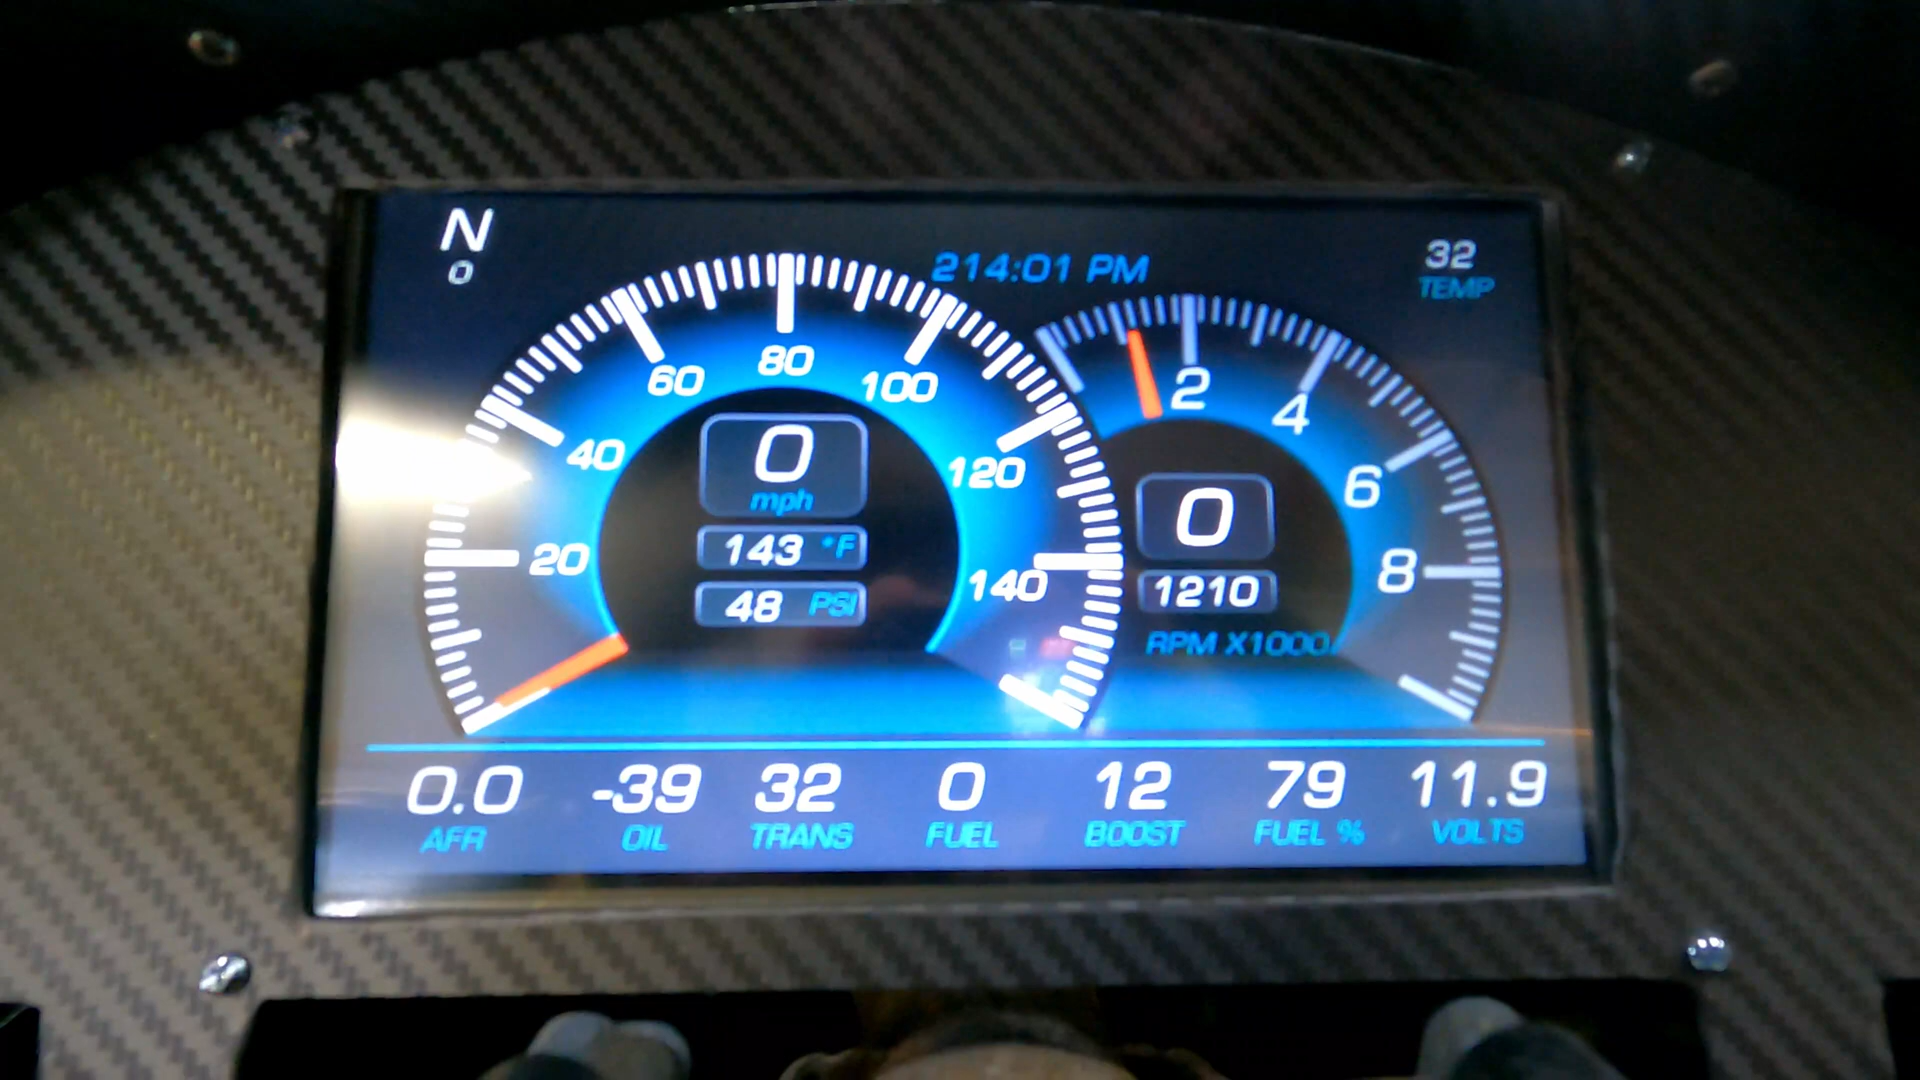 N
0
214:01 PM
32
TEMP
20
40
60
80
100
120
140
0
mph
143 °F
48 PSI
2
4
6
8
0
1210
RPM X1000
0.0 -39 32 0 12 79 11.9
AFR OIL TRANS FUEL BOOST FUEL % VOLTS